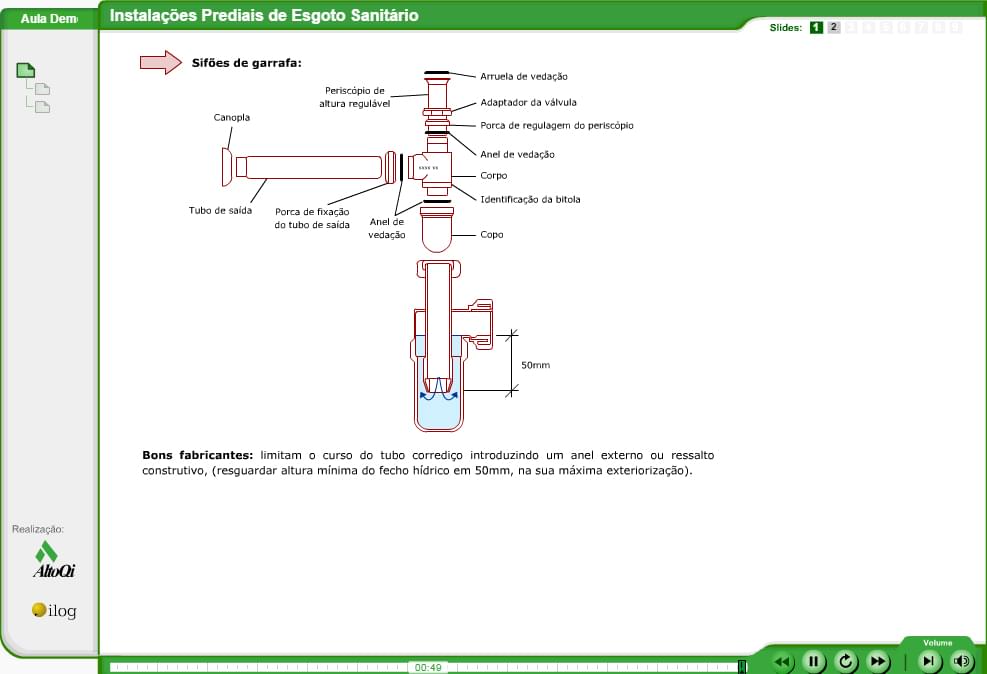 Aula Dem
Instalações Prediais de Esgoto Sanitário
Slides: 1 2
Sifões de garrafa:
Arruela de vedação
Periscópio de
altura regulável
Adaptador da válvula
Canopla
Porca de regulagem do periscópio
Anel de vedação
xxxx xx
Corpo
Identificação da bitola
Tubo de saída
Porca de fixação
do tubo de saída
Anel de
vedação
Copo
50mm
Bons fabricantes: limitam o curso do tubo corrediço introduzindo um anel externo ou ressalto
construtivo, (resguardar altura mínima do fecho hídrico em 50mm, na sua máxima exteriorização).
Realização:
AltoQi
ilog
00:49
Volume